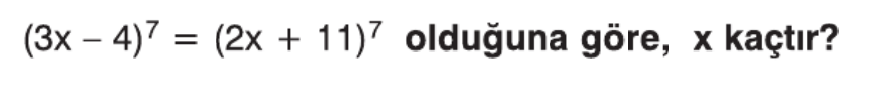 (3x – 4)⁷ = (2x + 11)⁷ olduğuna göre, x kaçtır?